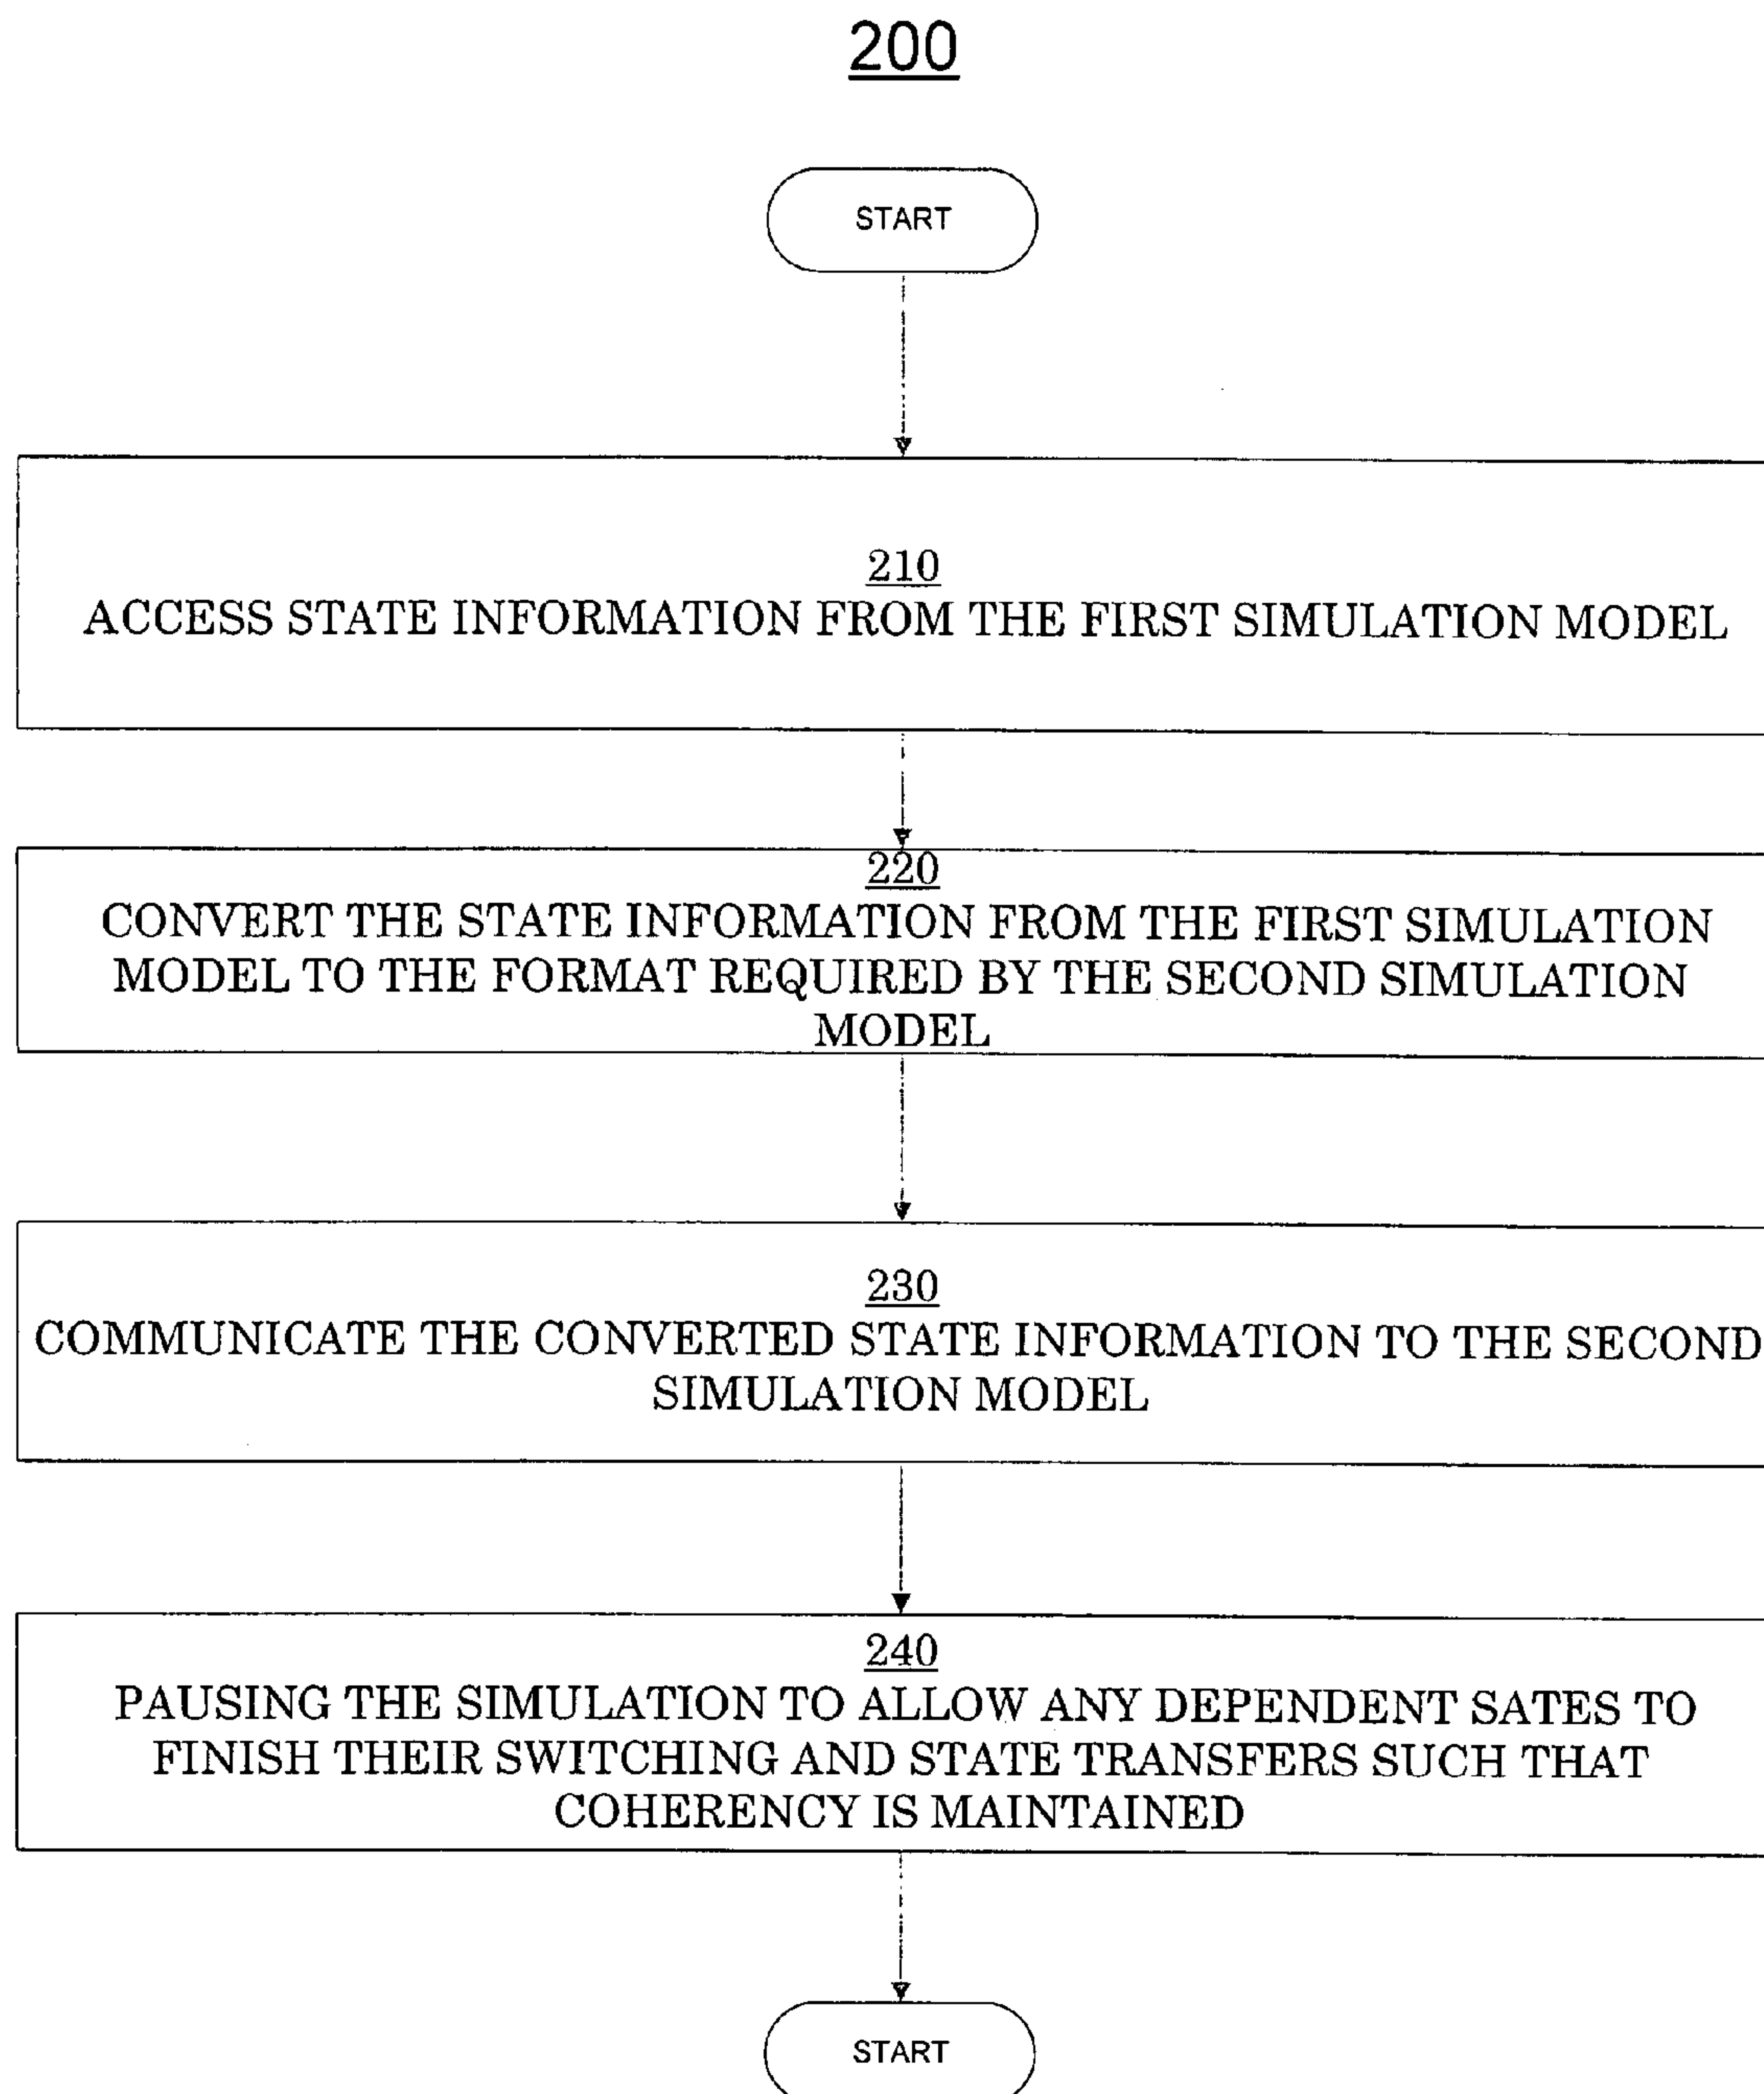 200
START
210
ACCESS STATE INFORMATION FROM THE FIRST SIMULATION MODEL
220
CONVERT THE STATE INFORMATION FROM THE FIRST SIMULATION
MODEL TO THE FORMAT REQUIRED BY THE SECOND SIMULATION
MODEL
230
COMMUNICATE THE CONVERTED STATE INFORMATION TO THE SECOND
SIMULATION MODEL
240
PAUSING THE SIMULATION TO ALLOW ANY DEPENDENT SATES TO
FINISH THEIR SWITCHING AND STATE TRANSFERS SUCH THAT
COHERENCY IS MAINTAINED
START